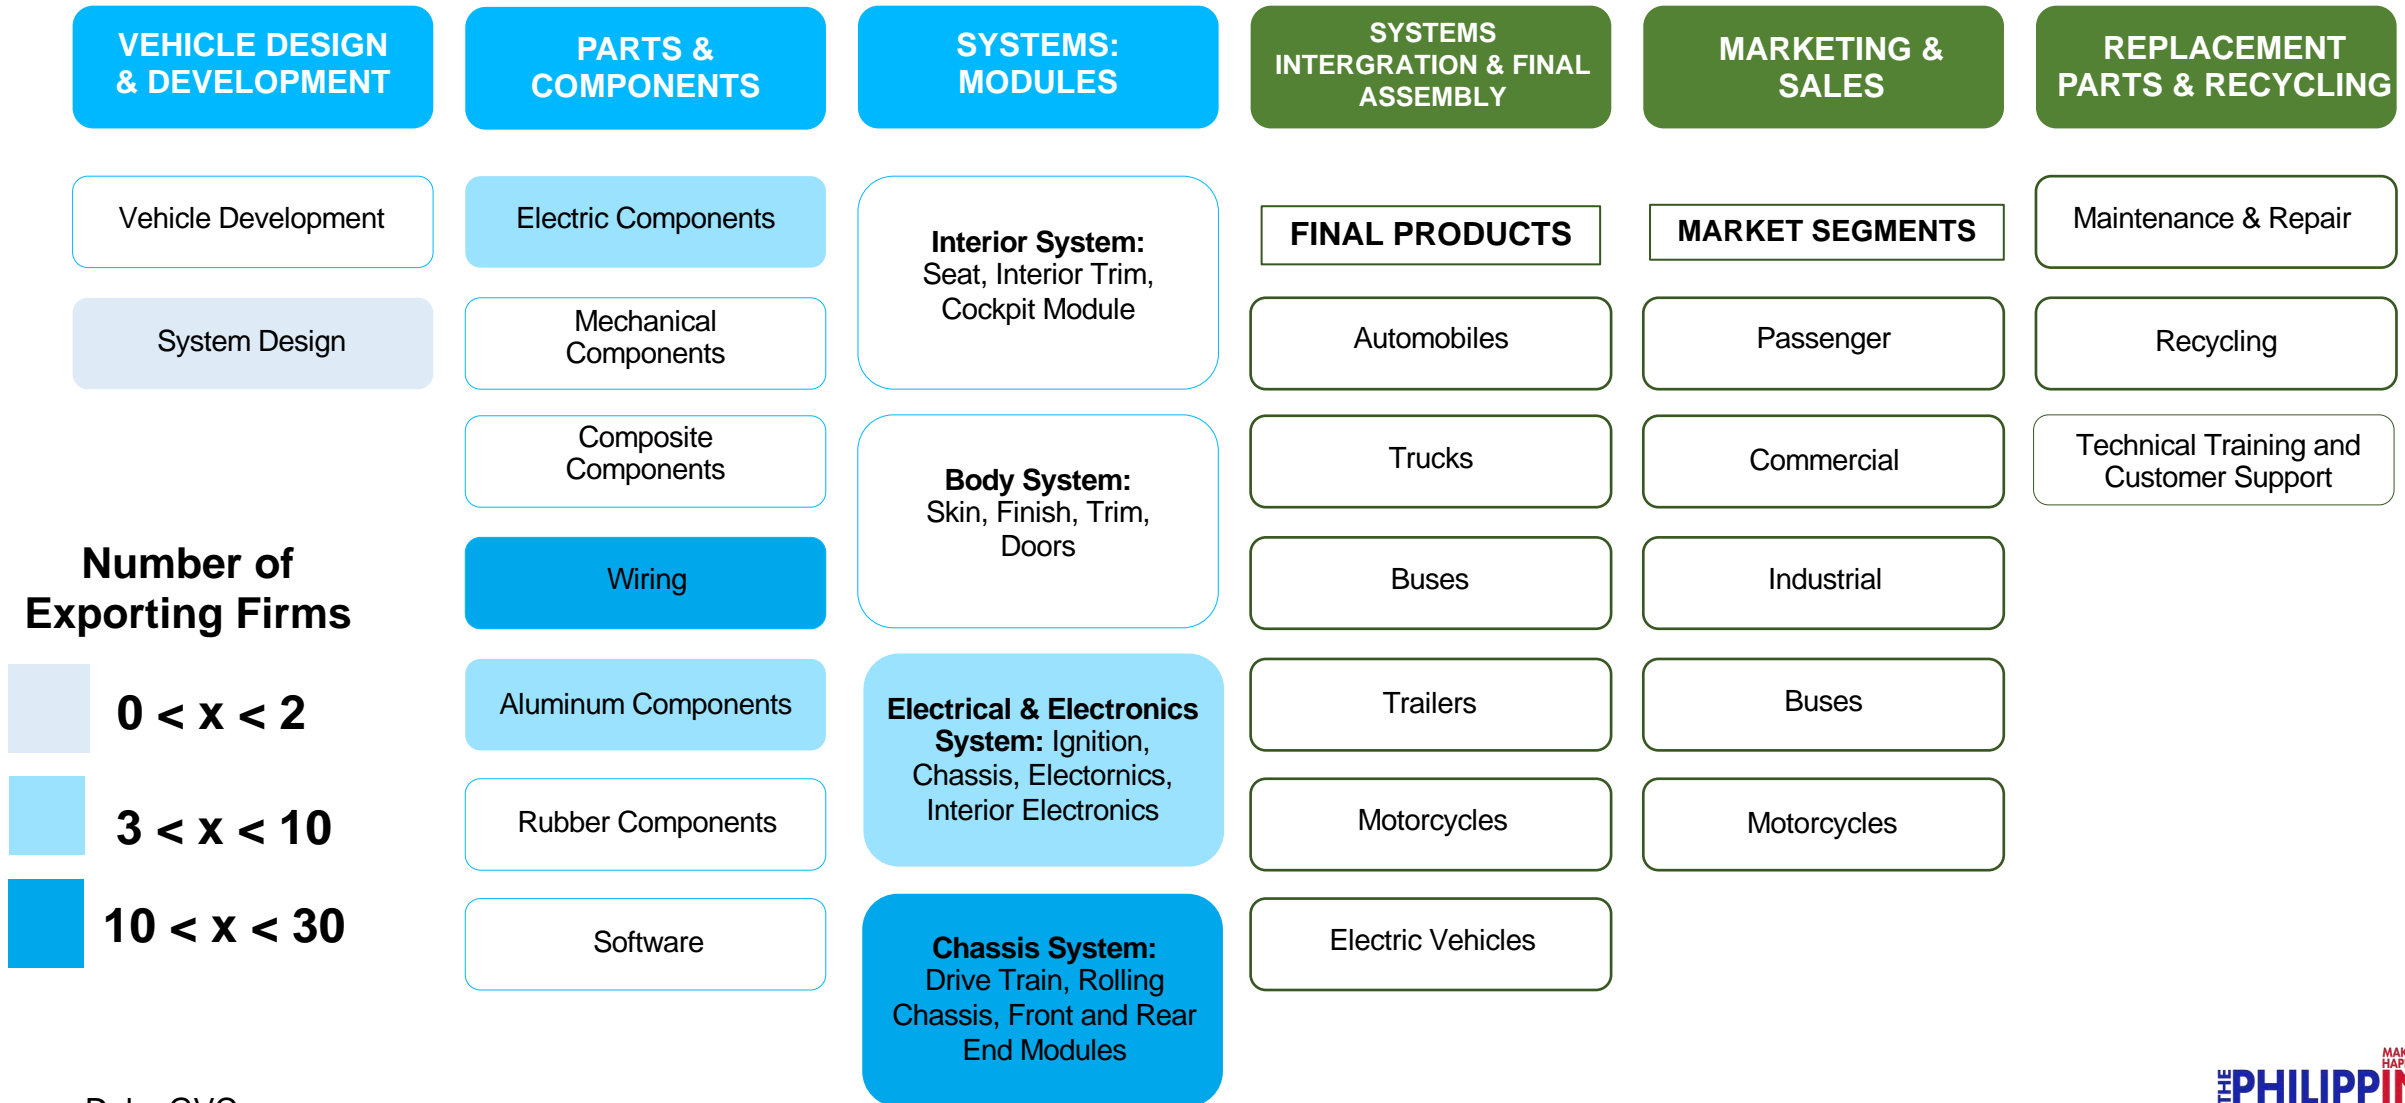 VEHICLE DESIGN
& DEVELOPMENT
PARTS &
COMPONENTS
SYSTEMS:
MODULES
SYSTEMS
INTERGRATION & FINAL
ASSEMBLY
MARKETING &
SALES
REPLACEMENT
PARTS & RECYCLING
Vehicle Development
System Design
Electric Components
Mechanical
Components
Composite
Components
Wiring
Aluminum Components
Rubber Components
Software
Interior System:
Seat, Interior Trim,
Cockpit Module
Body System:
Skin, Finish, Trim,
Doors
Electrical & Electronics
System: Ignition,
Chassis, Electornics,
Interior Electronics
Chassis System:
Drive Train, Rolling
Chassis, Front and Rear
End Modules
FINAL PRODUCTS
Automobiles
Trucks
Buses
Trailers
Motorcycles
Electric Vehicles
MARKET SEGMENTS
Passenger
Commercial
Industrial
Buses
Motorcycles
Maintenance & Repair
Recycling
Technical Training and
Customer Support
Number of
Exporting Firms
0 < x < 2
3 < x < 10
10 < x < 30
THE